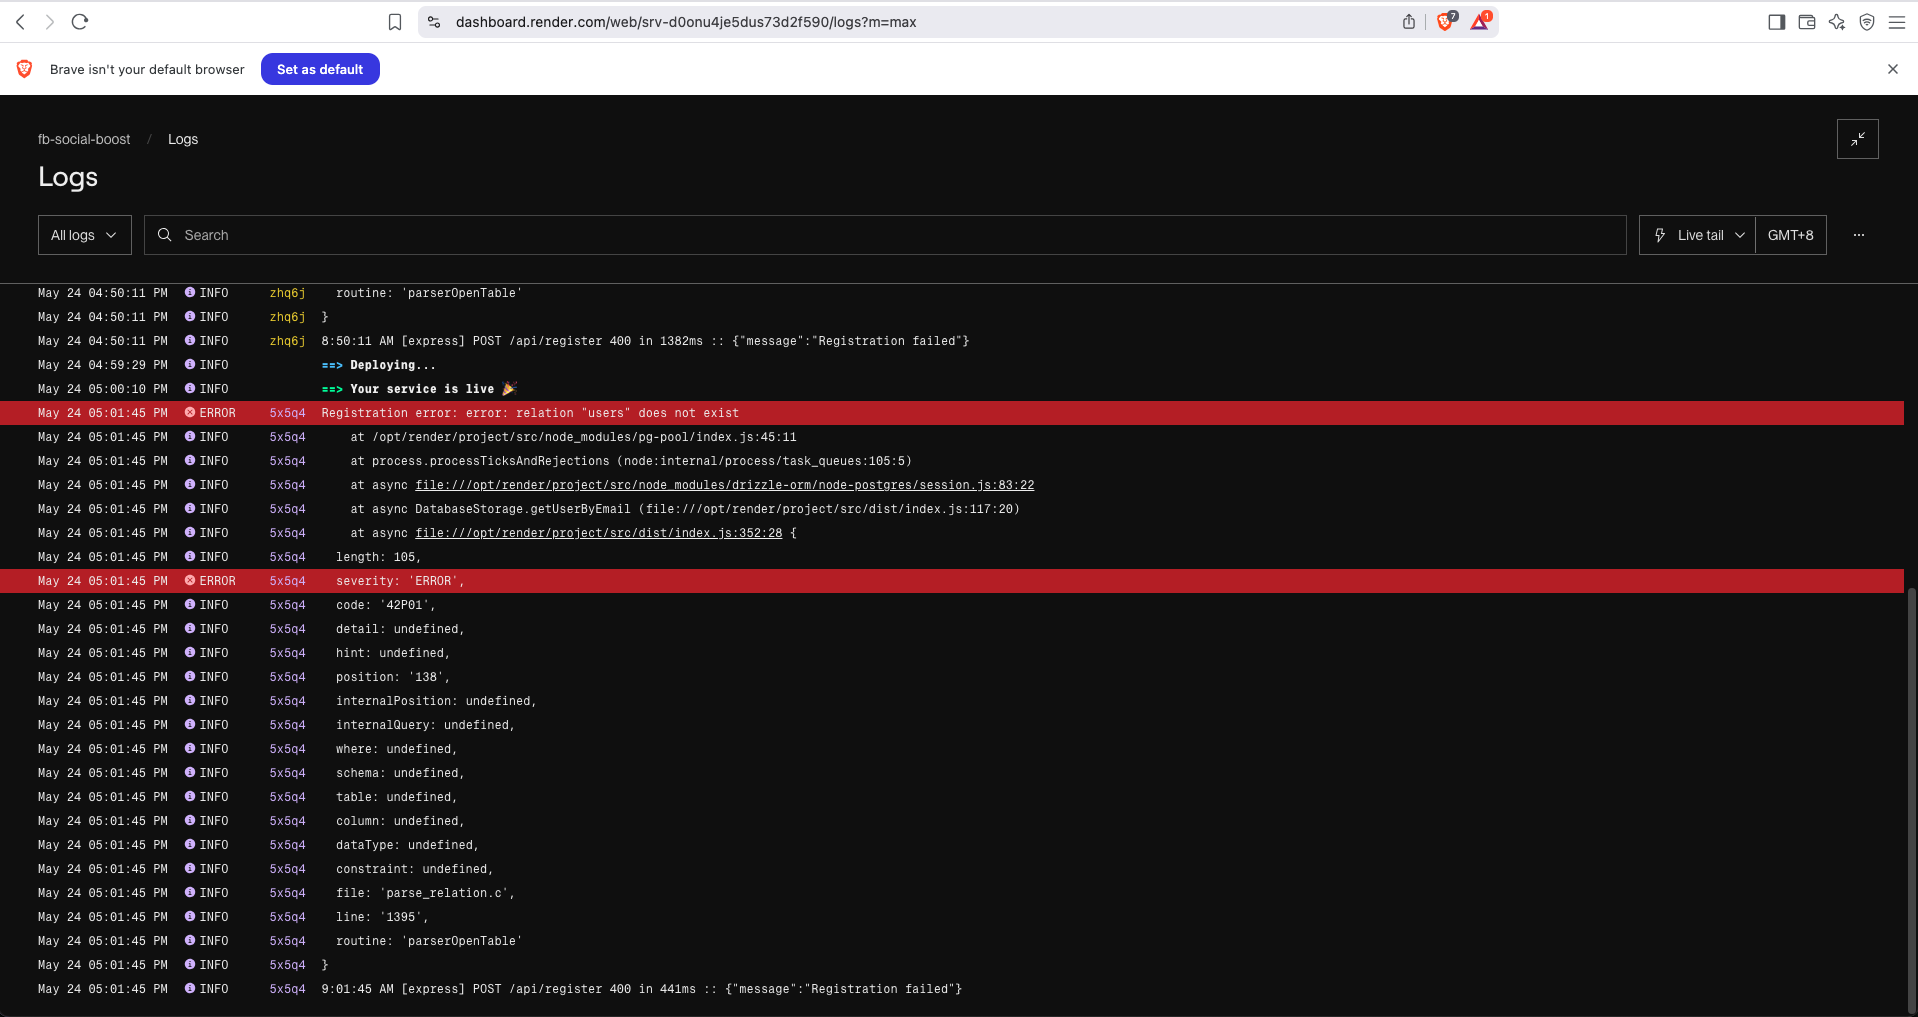 dashboard.render.com/web/srv-d0onu4je5dus73d2f590/logs?m=max
7
1
Brave isn't your default browser
Set as default
fb-social-boost / Logs
Logs
All logs
Search
Live tail
GMT+8
...
May 24 04:50:11 PM INFO zhq6j routine: 'parserOpenTable'
May 24 04:50:11 PM INFO zhq6j }
May 24 04:50:11 PM INFO zhq6j 8:50:11 AM [express] POST /api/register 400 in 1382ms :: {"message":"Registration failed"}
May 24 04:59:29 PM INFO ==> Deploying...
May 24 05:00:10 PM INFO ==> Your service is live 🎉
May 24 05:01:45 PM ERROR 5x5q4 Registration error: error: relation "users" does not exist
May 24 05:01:45 PM INFO 5x5q4 at /opt/render/project/src/node_modules/pg-pool/index.js:45:11
May 24 05:01:45 PM INFO 5x5q4 at process.processTicksAndRejections (node:internal/process/task_queues:105:5)
May 24 05:01:45 PM INFO 5x5q4 at async file:///opt/render/project/src/node_modules/drizzle-orm/node-postgres/session.js:83:22
May 24 05:01:45 PM INFO 5x5q4 at async DatabaseStorage.getUserByEmail (file:///opt/render/project/src/dist/index.js:117:20)
May 24 05:01:45 PM INFO 5x5q4 at async file:///opt/render/project/src/dist/index.js:352:28 {
May 24 05:01:45 PM INFO 5x5q4 length: 105,
May 24 05:01:45 PM ERROR 5x5q4 severity: 'ERROR',
May 24 05:01:45 PM INFO 5x5q4 code: '42P01',
May 24 05:01:45 PM INFO 5x5q4 detail: undefined,
May 24 05:01:45 PM INFO 5x5q4 hint: undefined,
May 24 05:01:45 PM INFO 5x5q4 position: '138',
May 24 05:01:45 PM INFO 5x5q4 internalPosition: undefined,
May 24 05:01:45 PM INFO 5x5q4 internalQuery: undefined,
May 24 05:01:45 PM INFO 5x5q4 where: undefined,
May 24 05:01:45 PM INFO 5x5q4 schema: undefined,
May 24 05:01:45 PM INFO 5x5q4 table: undefined,
May 24 05:01:45 PM INFO 5x5q4 column: undefined,
May 24 05:01:45 PM INFO 5x5q4 dataType: undefined,
May 24 05:01:45 PM INFO 5x5q4 constraint: undefined,
May 24 05:01:45 PM INFO 5x5q4 file: 'parse_relation.c',
May 24 05:01:45 PM INFO 5x5q4 line: '1395',
May 24 05:01:45 PM INFO 5x5q4 routine: 'parserOpenTable'
May 24 05:01:45 PM INFO 5x5q4 }
May 24 05:01:45 PM INFO 5x5q4 9:01:45 AM [express] POST /api/register 400 in 441ms :: {"message":"Registration failed"}